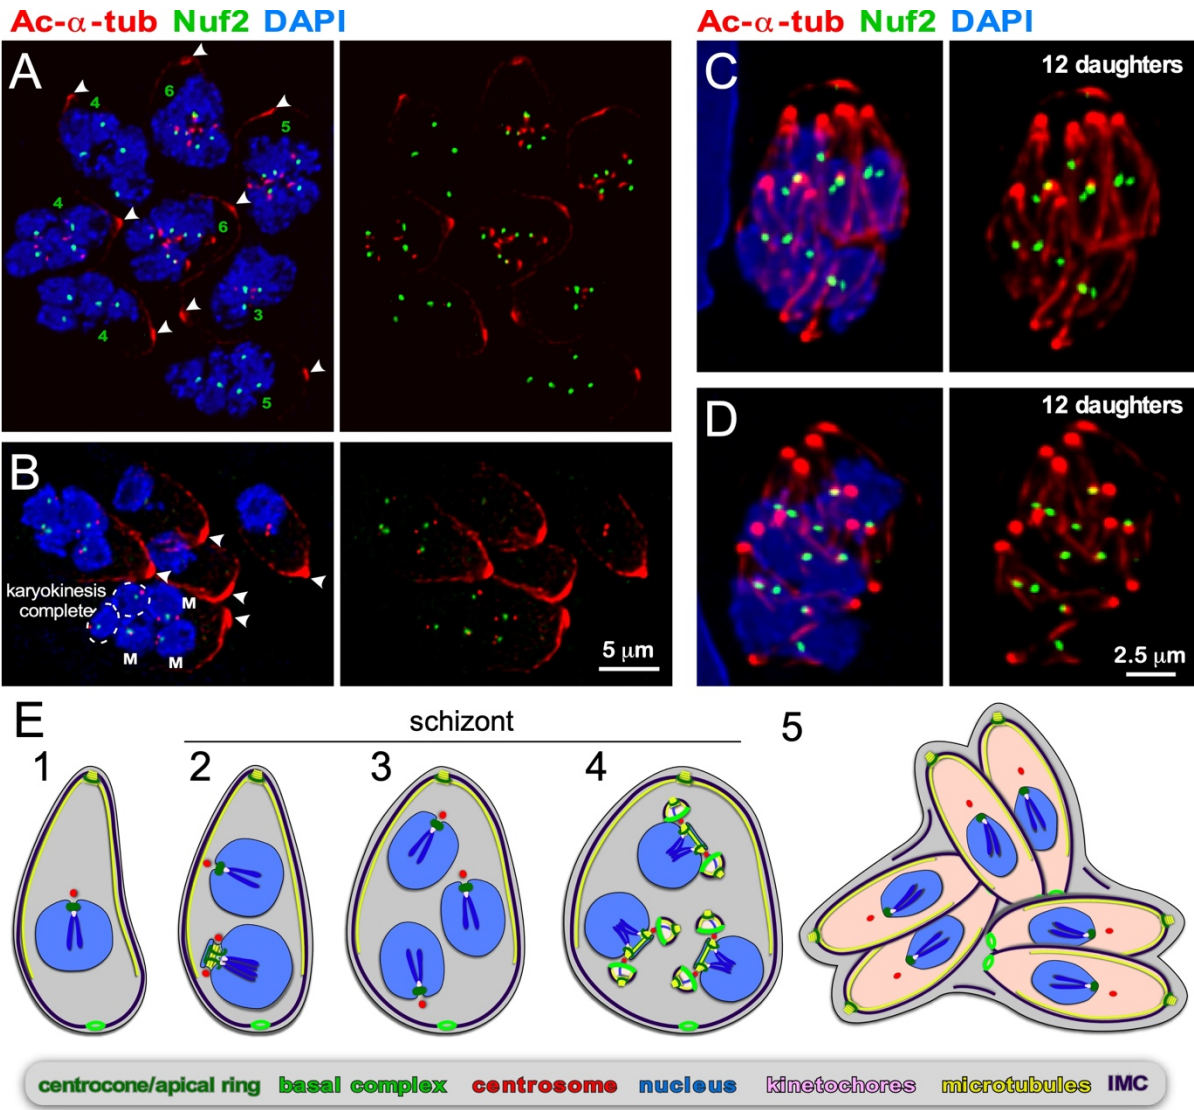 Ac-α-tub Nuf2 DAPI
Ac-α-tub Nuf2 DAPI
A
4
6
5
4
6
3
4
5
B
karyokinesis
complete
M
M
M
5 μm
C
12 daughters
D
12 daughters
2.5 μm
E
schizont
1
2
3
4
5
centrocone/apical ring basal complex centrosome nucleus kinetochores microtubules IMC